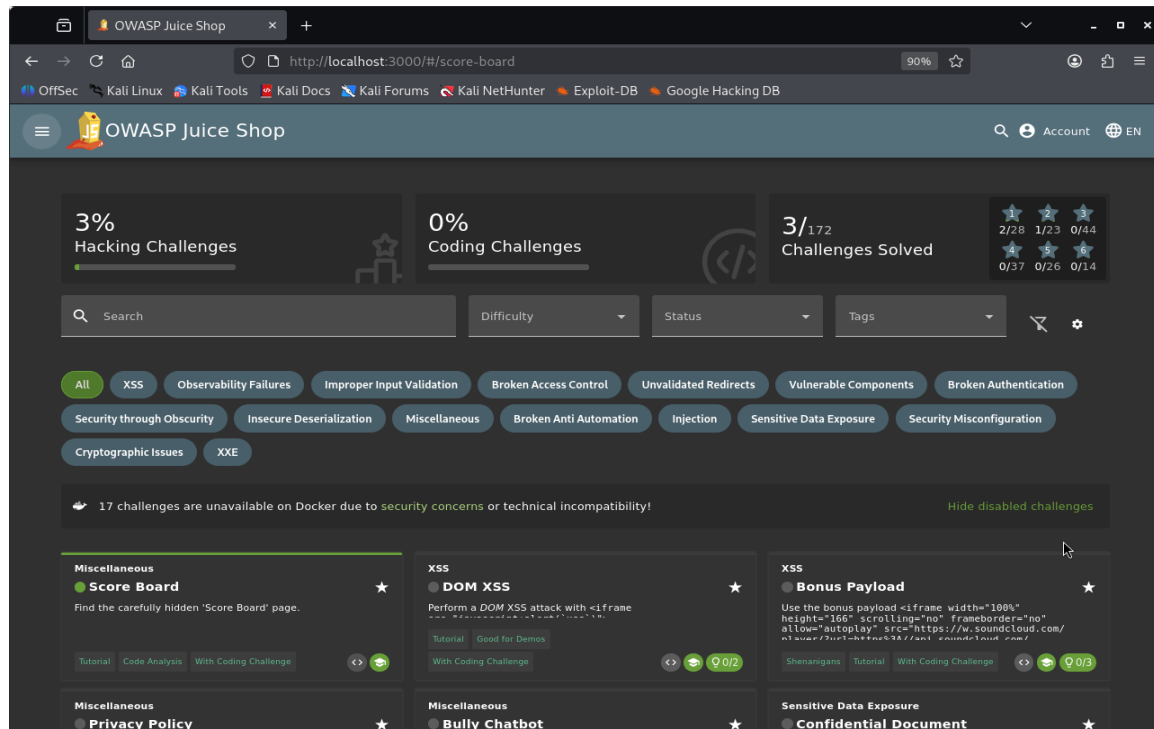 OWASP Juice Shop
http://localhost:3000/#/score-board
90%
OffSec Kali Linux Kali Tools Kali Docs Kali Forums Kali NetHunter Exploit-DB Google Hacking DB
OWASP Juice Shop Account EN
3%
Hacking Challenges
0%
Coding Challenges
3/172
Challenges Solved
1 2 3
2/28 1/23 0/44
4 5 6
0/37 0/26 0/14
Search Difficulty Status Tags
All XSS Observability Failures Improper Input Validation Broken Access Control Unvalidated Redirects Vulnerable Components Broken Authentication
Security through Obscurity Insecure Deserialization Miscellaneous Broken Anti Automation Injection Sensitive Data Exposure Security Misconfiguration
Cryptographic Issues XXE
17 challenges are unavailable on Docker due to security concerns or technical incompatibility! Hide disabled challenges
Miscellaneous
Score Board
Find the carefully hidden 'Score Board' page.
Tutorial Code Analysis With Coding Challenge
XSS
DOM XSS
Perform a DOM XSS attack with <iframe
Tutorial Good for Demos
With Coding Challenge
0/2
XSS
Bonus Payload
Use the bonus payload <iframe width="100%"
height="166" scrolling="no" frameborder="no"
allow="autoplay" src="https://w.soundcloud.com/
Shenanigans Tutorial With Coding Challenge
0/3
Miscellaneous
Privacy Policy
Miscellaneous
Bully Chatbot
Sensitive Data Exposure
Confidential Document